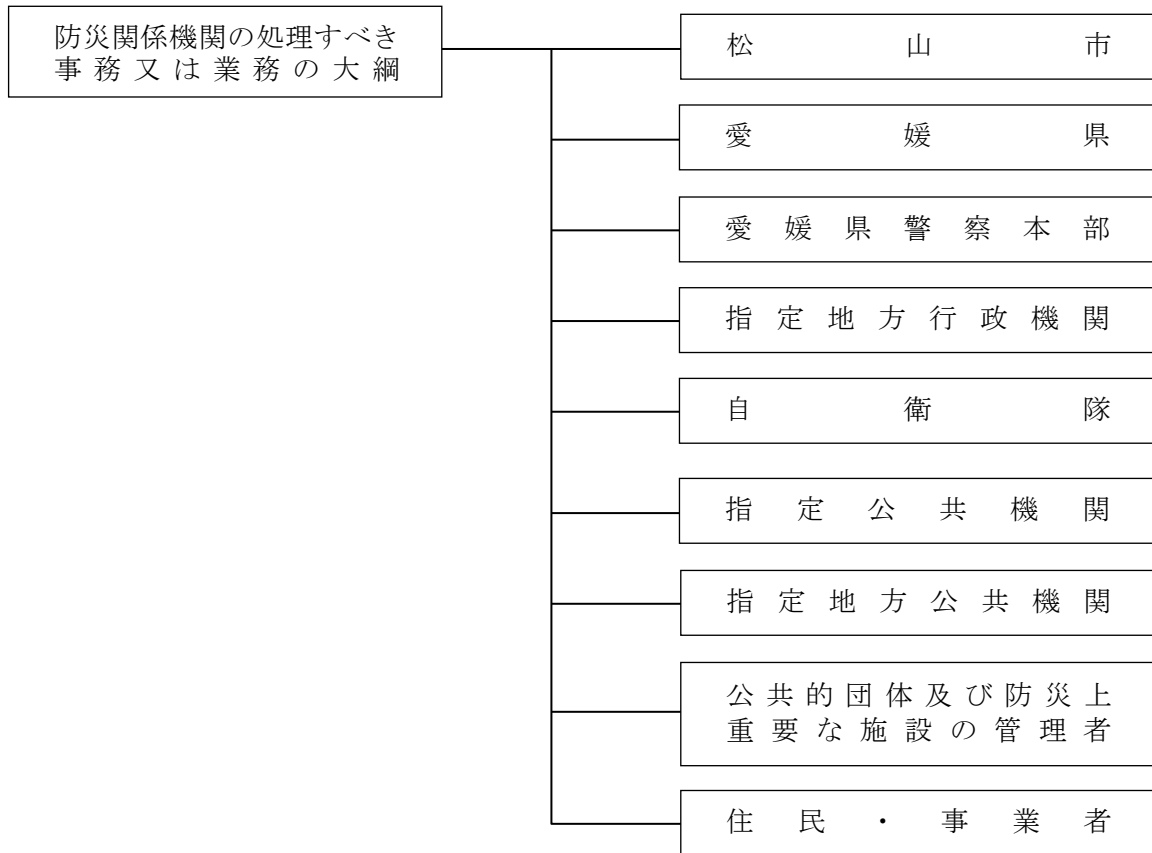 防災関係機関の処理すべき
事務又は業務の大綱
松山市
愛媛県
愛媛県警察本部
指定地方行政機関
自衛隊
指定公共機関
指定地方公共機関
公共的団体及び防災上
重要な施設の管理者
住民・事業者